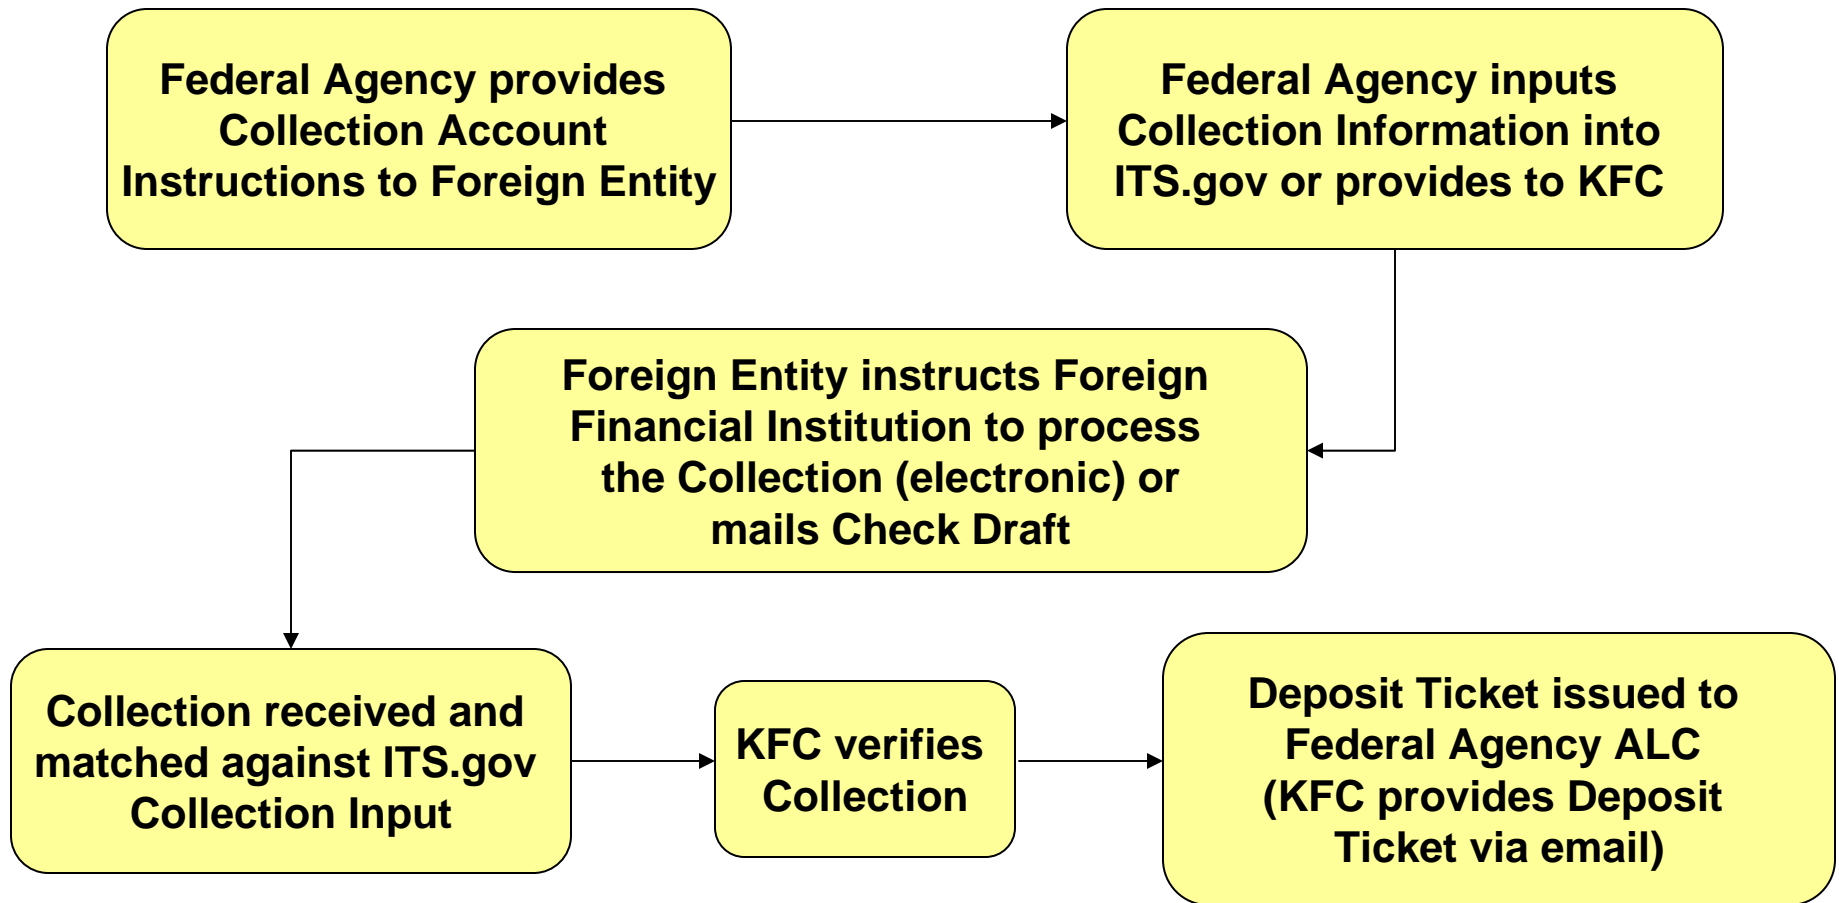 Federal Agency provides
Collection Account
Instructions to Foreign Entity
Federal Agency inputs
Collection Information into
ITS.gov or provides to KFC
Foreign Entity instructs Foreign
Financial Institution to process
the Collection (electronic) or
mails Check Draft
Collection received and
matched against ITS.gov
Collection Input
KFC verifies
Collection
Deposit Ticket issued to
Federal Agency ALC
(KFC provides Deposit
Ticket via email)